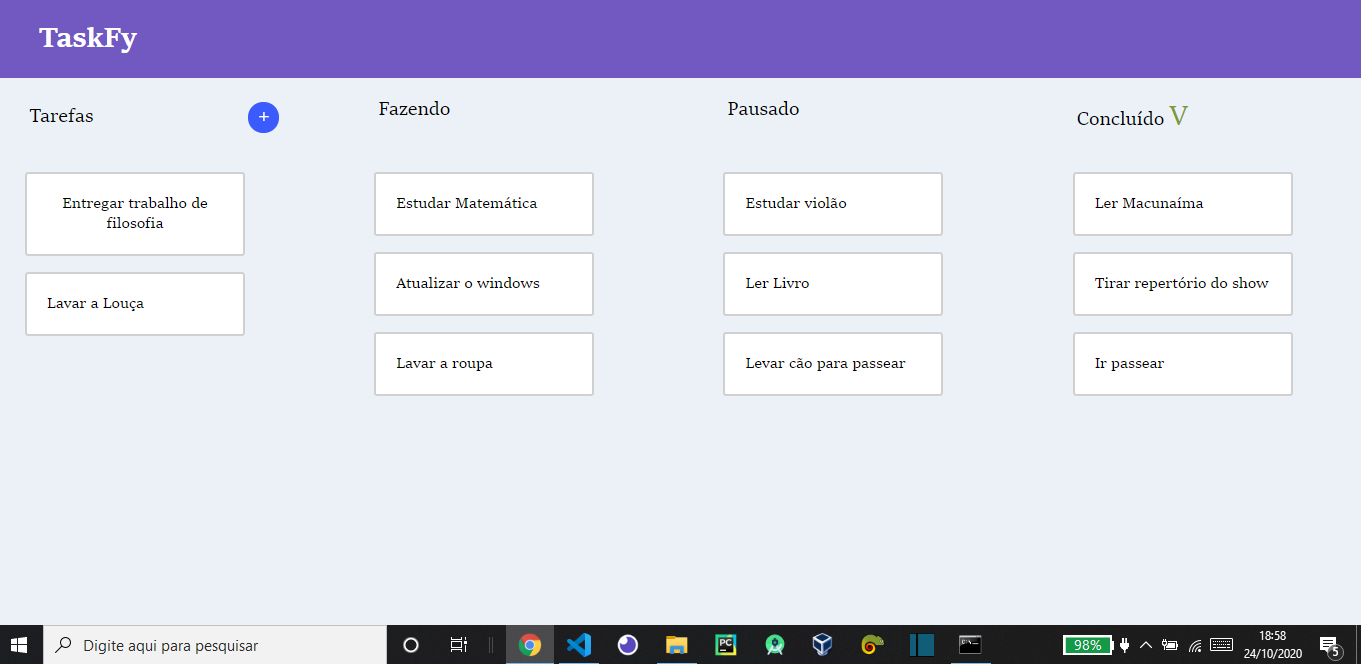 TaskFy
Tarefas
+
Entregar trabalho de
filosofia
Lavar a Louça
Fazendo
Estudar Matemática
Atualizar o windows
Lavar a roupa
Pausado
Estudar violão
Ler Livro
Levar cão para passear
Concluído V
Ler Macunaíma
Tirar repertório do show
Ir passear
Digite aqui para pesquisar
PC
98%
18:58
24/10/2020
5